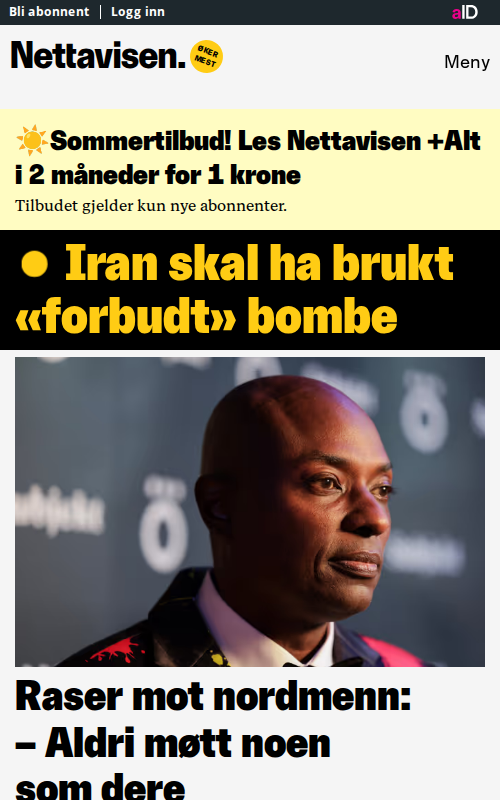 Bli abonnent | Logg inn
aID
Nettavisen.
ØKER
MEST
Meny
☀️Sommertilbud! Les Nettavisen +Alt
i 2 måneder for 1 krone
Tilbudet gjelder kun nye abonnenter.
Iran skal ha brukt
«forbudt» bombe
Raser mot nordmenn:
– Aldri møtt noen
som dere